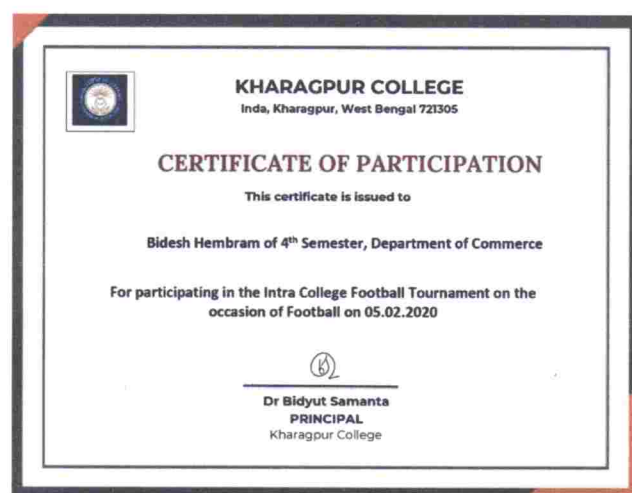 KHARAGPUR COLLEGE
Inda, Kharagpur, West Bengal 721305
CERTIFICATE OF PARTICIPATION
This certificate is issued to
Bidesh Hembram of 4th Semester, Department of Commerce
For participating in the Intra College Football Tournament on the
occasion of Football on 05.02.2020
Dr Bidyut Samanta
PRINCIPAL
Kharagpur College